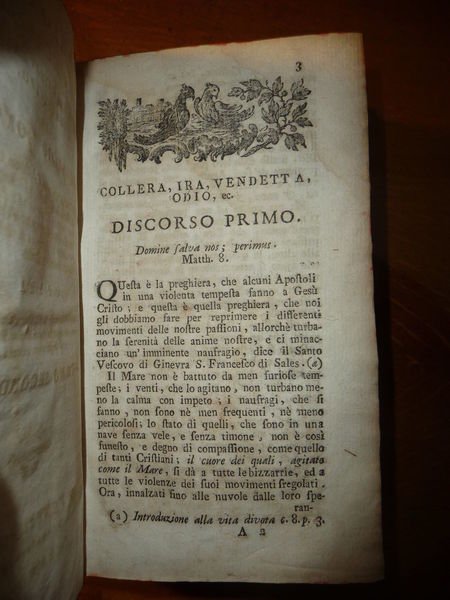 3
COLLERA, IRA, VENDETTA,
ODIO, ec.
DISCORSO PRIMO.
Domine salva nos; perimus.
Matth. 8.
Questa è la preghiera, che alcuni Apostoli
in una violenta tempesta fanno a Gesù
Cristo; e questa è quella preghiera, che noi
gli dobbiamo fare per reprimere i differenti
movimenti delle nostre passioni, allorchè turba-
no la serenità delle anime nostre, e ci minac-
ciano un'imminente naufragio, dice il Santo
Vescovo di Ginevra S. Francesco di Sales. (a)
Il Mare non è battuto da men furiose tem-
peste; i venti, che lo agitano, non turbano me-
no la calma con impeto; i naufragi, che si
fanno, non sono nè men frequenti, nè meno
pericolosi; lo stato di quelli, che sono in una
nave senza vele, e senza timone, non è così
funesto, e degno di compassione, come quello
di tanti Cristiani; il cuore dei quali, agitato
come il Mare, si dà a tutte le bizzarrie, ed a
tutte le violenze dei suoi movimenti sregolati.
Ora, innalzati fino alle nuvole dalle loro spe-
ran-
(a) Introduzione alla vita divota c. 8. p. 3.
A 2